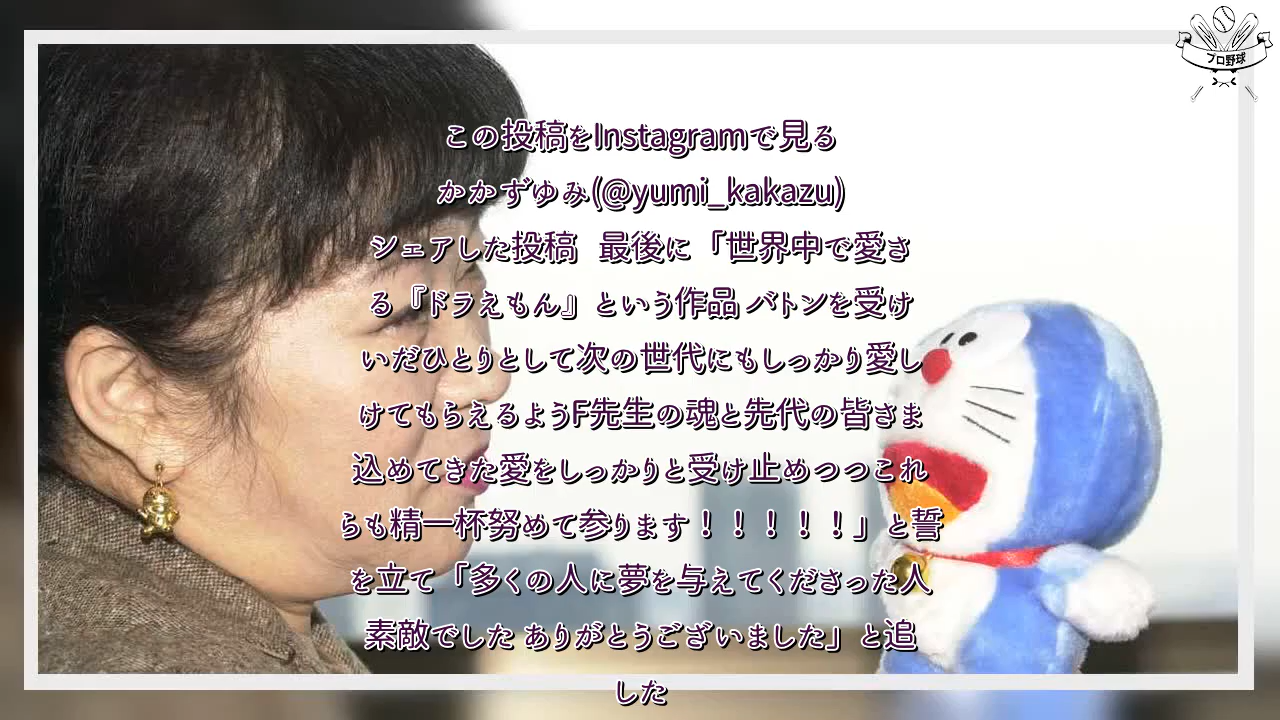 プロ野球
この投稿をInstagramで見る
かかずゆみ(@yumi_kakazu)
シェアした投稿 最後に「世界中で愛さ
る『ドラえもん』という作品 バトンを受け
いだひとりとして次の世代にもしっかり愛し
けてもらえるようF先生の魂と先代の皆さま
込めてきた愛をしっかりと受け止めつつこれ
らも精一杯努めて参ります！！！！！」と誓
を立て「多くの人に夢を与えてくださった人
素敵でした ありがとうございました」と追
した